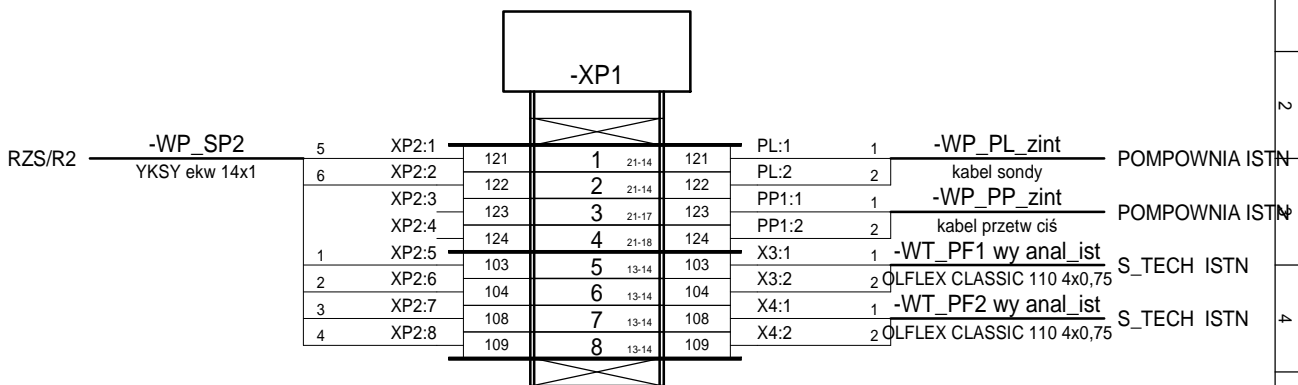 -XP1
2
RZS/R2 -WP_SP2 5 XP2:1 121 1 21-14 121 PL:1 1 -WP_PL_zint POMPOWNIA ISTN
YKSY ekw 14x1 6 XP2:2 122 2 21-14 122 PL:2 2 kabel sondy
XP2:3 123 3 21-17 123 PP1:1 1 -WP_PP_zint POMPOWNIA ISTN
XP2:4 124 4 21-18 124 PP1:2 2 kabel przetw ciś
1 XP2:5 103 5 13-14 103 X3:1 1 -WT_PF1 wy anal_ist S_TECH ISTN
2 XP2:6 104 6 13-14 104 X3:2 2 OLFLEX CLASSIC 110 4x0,75
3 XP2:7 108 7 13-14 108 X4:1 1 -WT_PF2 wy anal_ist S_TECH ISTN
4
4 XP2:8 109 8 13-14 109 X4:2 2 OLFLEX CLASSIC 110 4x0,75